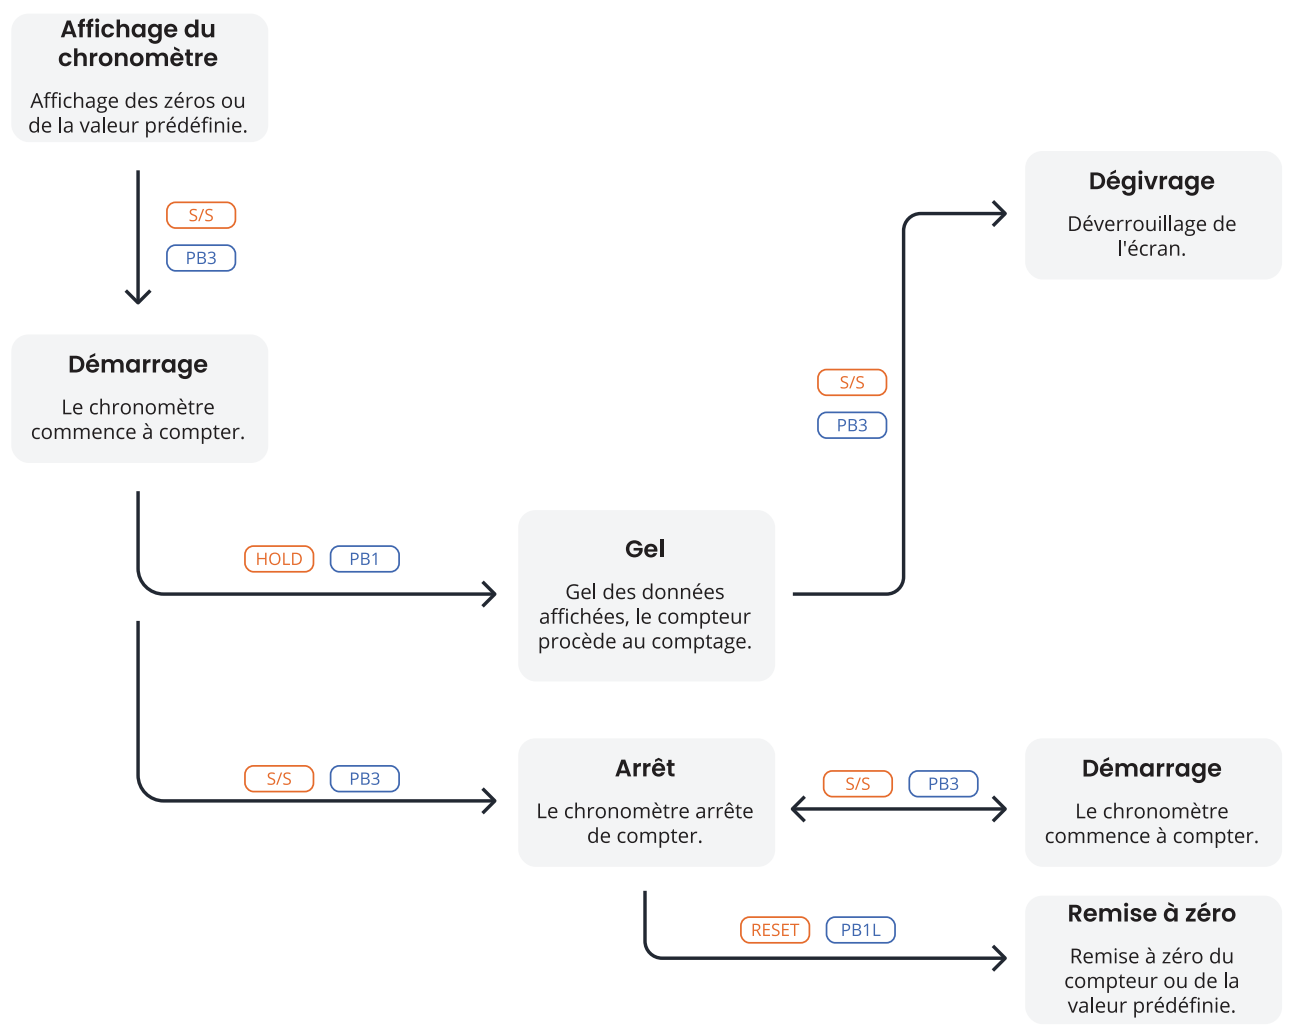 Affichage du
chronomètre
Affichage des zéros ou
de la valeur prédéfinie.
S/S
PB3
Démarrage
Le chronomètre
commence à compter.
HOLD PB1
Gel
Gel des données
affichées, le compteur
procède au comptage.
S/S
PB3
Dégivrage
Déverrouillage de
l'écran.
S/S PB3
Arrêt
Le chronomètre arrête
de compter.
S/S PB3
Démarrage
Le chronomètre
commence à compter.
RESET PB1L
Remise à zéro
Remise à zéro du
compteur ou de la
valeur prédéfinie.